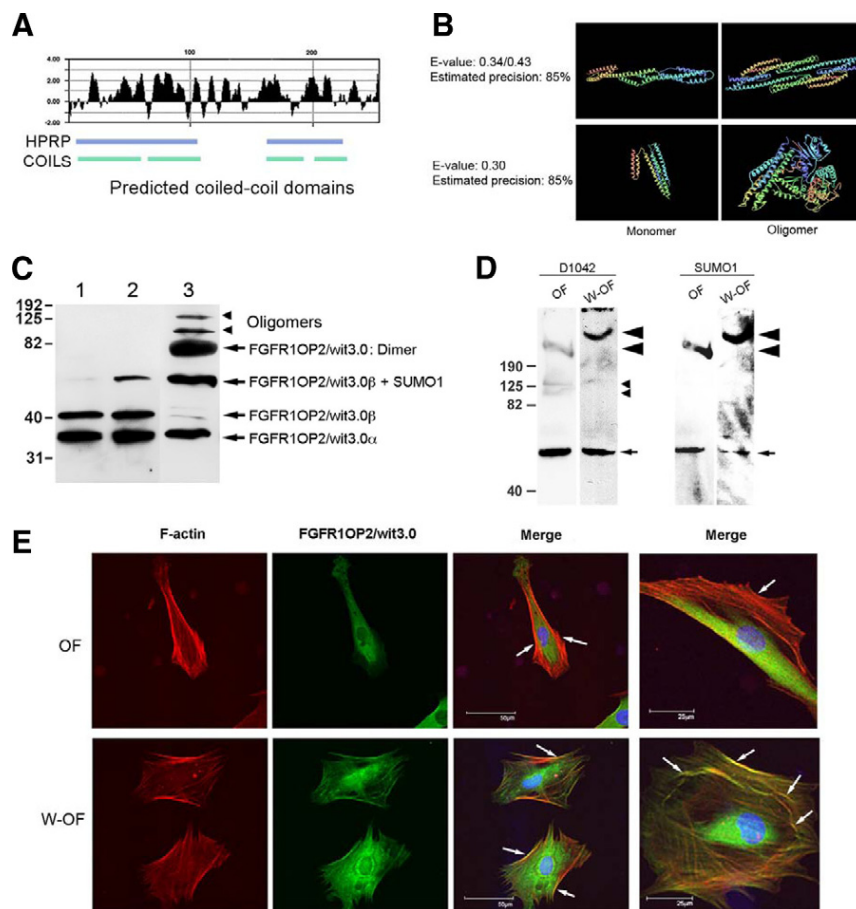 A
100
200
4.00
2.00
1.00
0.00
-2.00
HPRP
COILS
Predicted coiled-coil domains
B
E-value: 0.34/0.43
Estimated precision: 85%
E-value: 0.30
Estimated precision: 85%
Monomer
Oligomer
C
1
2
3
192
125
82
40
31
Oligomers
FGFR1OP2/wit3.0 : Dimer
FGFR1OP2/wit3.0β + SUMO1
FGFR1OP2/wit3.0β
FGFR1OP2/wit3.0α
D
D1042
SUMO1
OF
W-OF
OF
W-OF
190
125
82
40
E
F-actin
FGFR1OP2/wit3.0
Merge
Merge
OF
W-OF
25μm
25μm